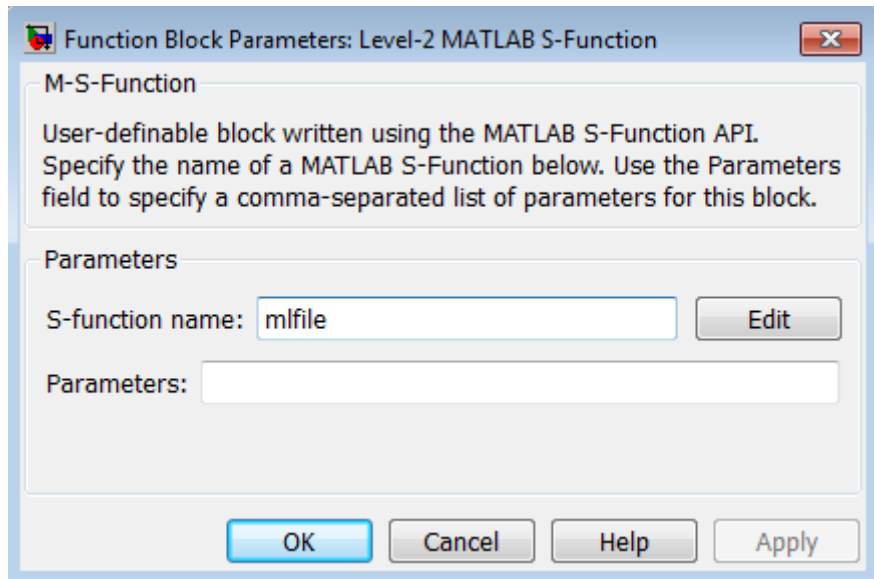 Function Block Parameters: Level-2 MATLAB S-Function
M-S-Function
User-definable block written using the MATLAB S-Function API.
Specify the name of a MATLAB S-Function below. Use the Parameters
field to specify a comma-separated list of parameters for this block.
Parameters
S-function name: mlfile Edit
Parameters:
OK Cancel Help Apply